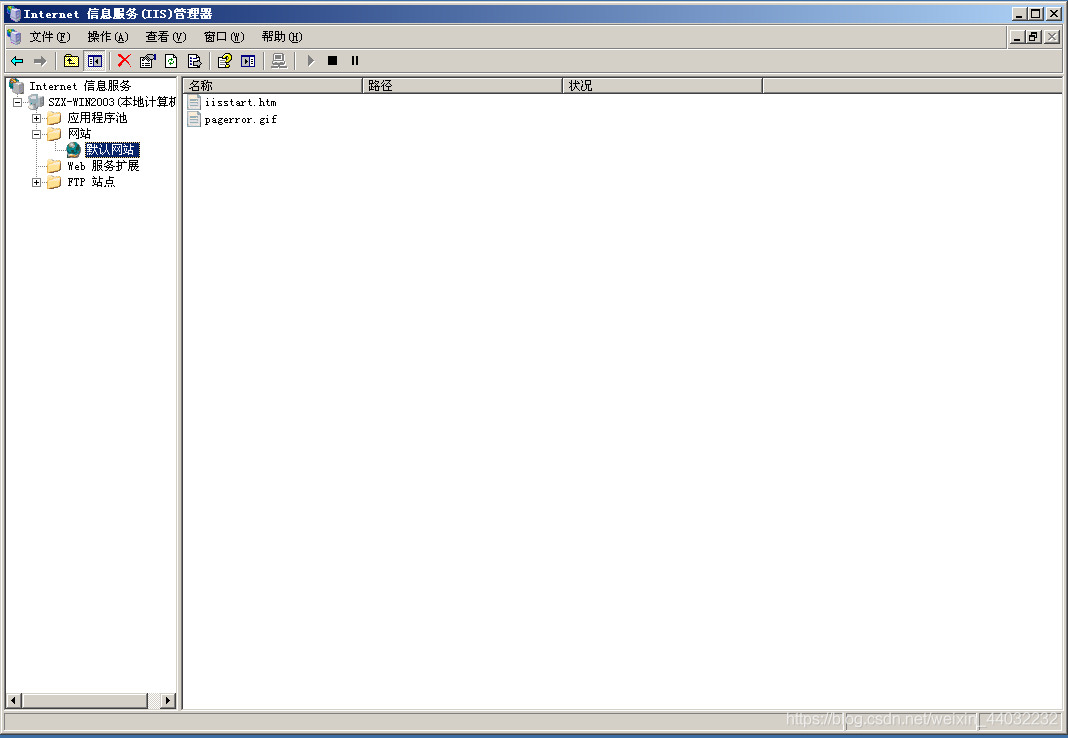 Internet 信息服务(IIS)管理器
文件(F) 操作(A) 查看(V) 窗口(W) 帮助(H)
Internet 信息服务
SZX-WIN2003(本地计算机
应用程序池
网站
默认网站
Web 服务扩展
FTP 站点
名称 路径 状况
iisstart.htm
pagerror.gif
https://blog.csdn.net/weixin_44032232